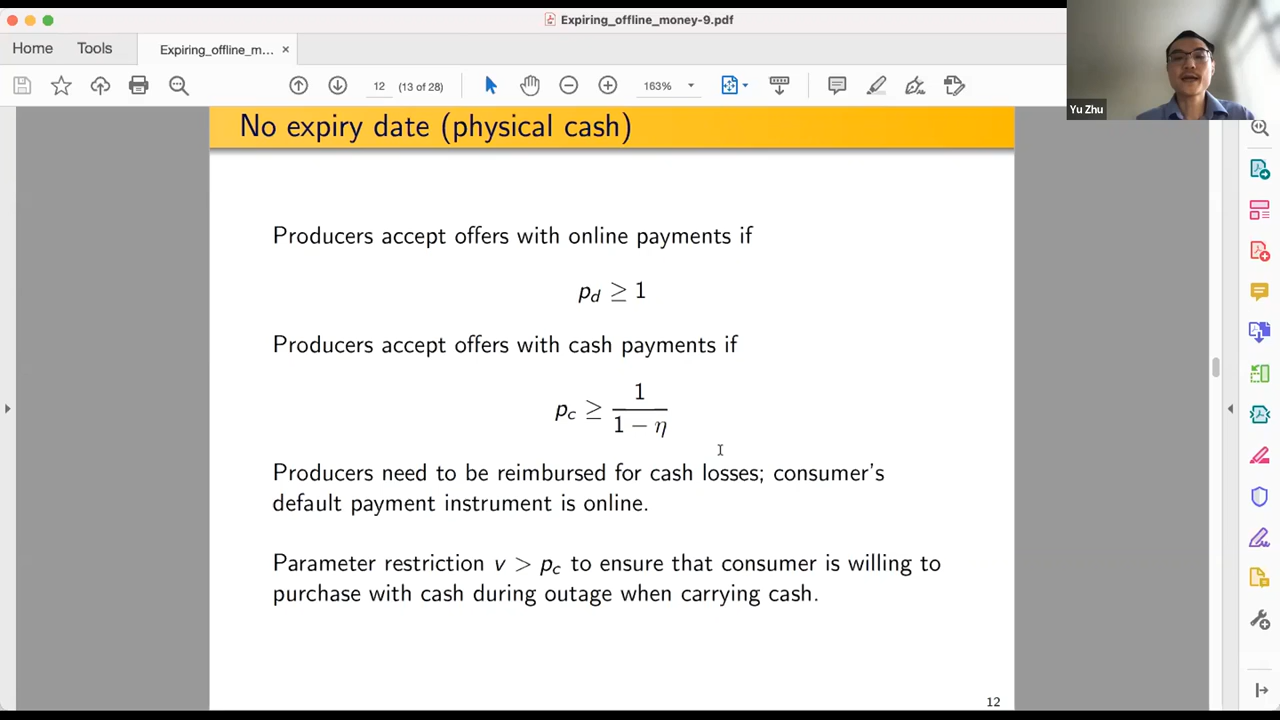 Expiring_offline_money-9.pdf
Home Tools Expiring_offline_m... ×
12 (13 of 28) 163%
Yu Zhu
No expiry date (physical cash)
Producers accept offers with online payments if
p_d ≥ 1
Producers accept offers with cash payments if
p_c ≥ 1 / (1 − η)
Producers need to be reimbursed for cash losses; consumer's
default payment instrument is online.
Parameter restriction v > p_c to ensure that consumer is willing to
purchase with cash during outage when carrying cash.
12